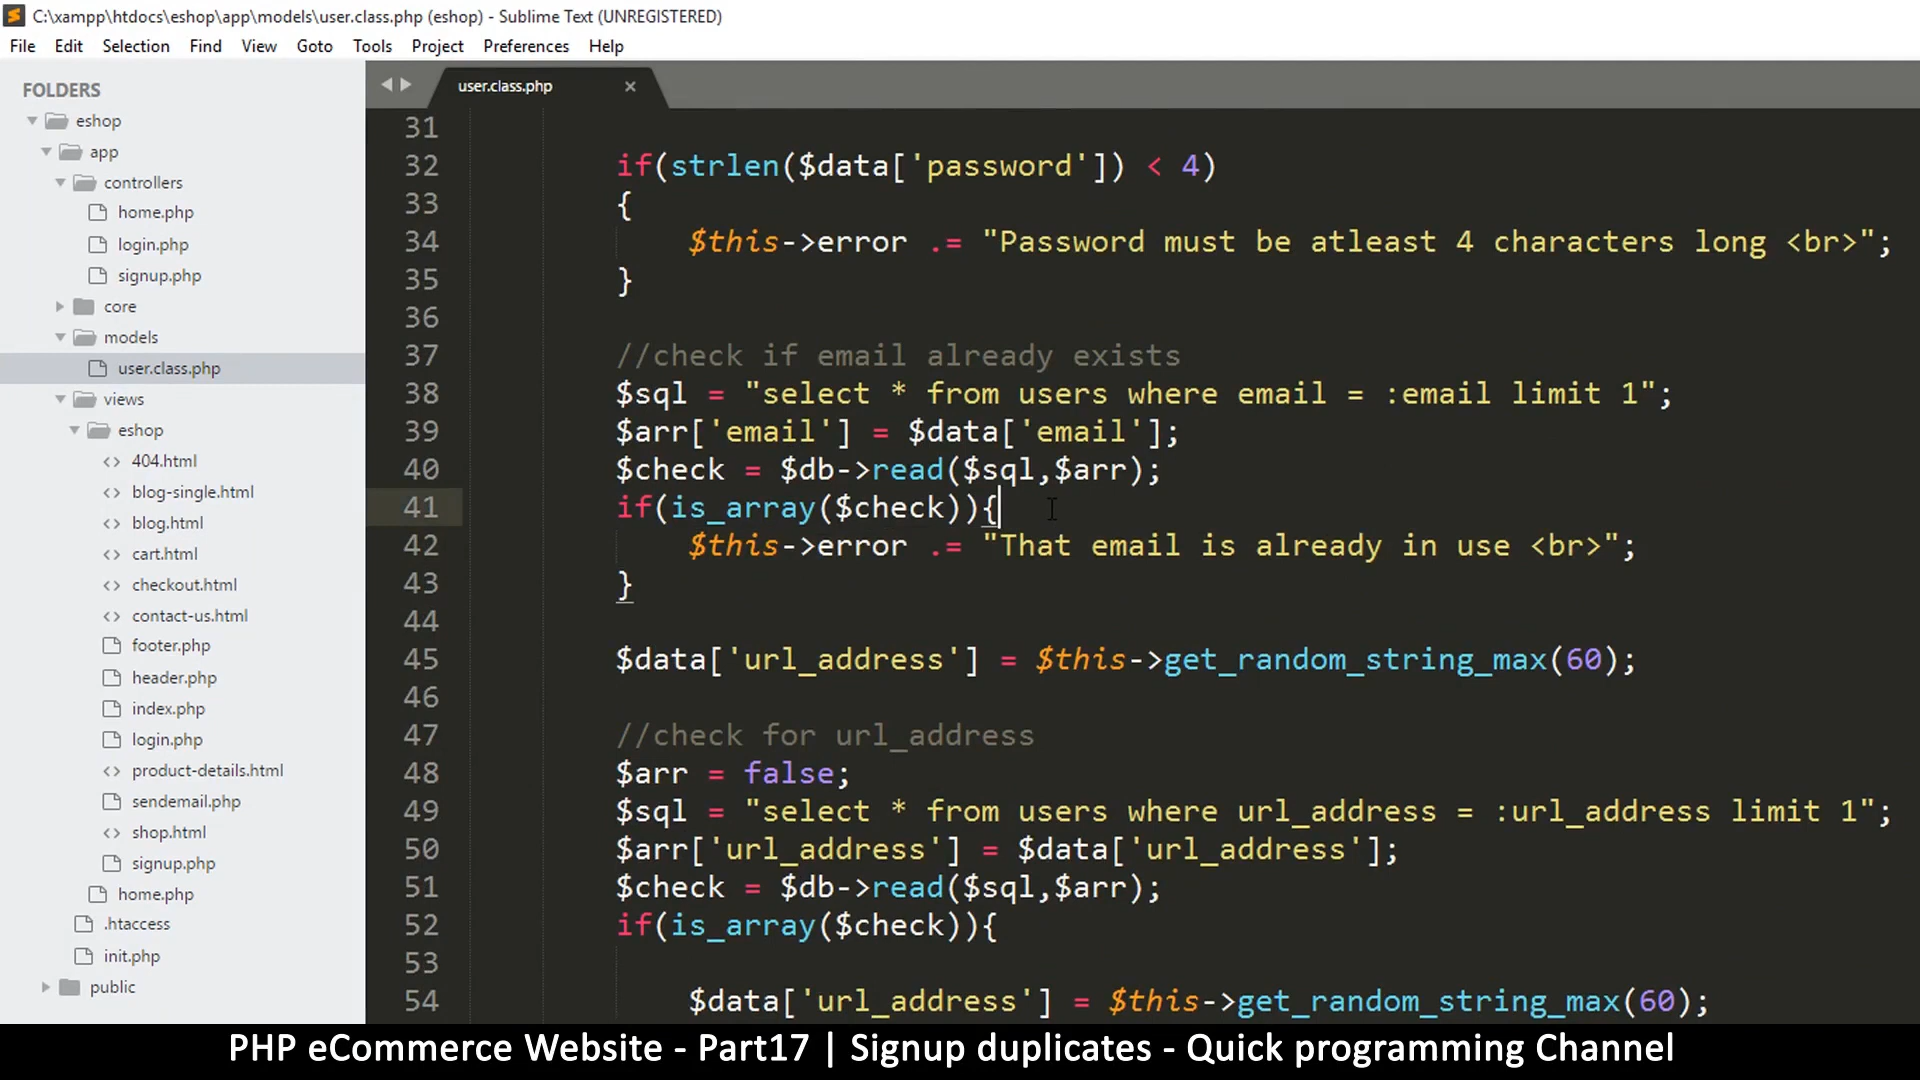 C:\xampp\htdocs\eshop\app\models\user.class.php (eshop) - Sublime Text (UNREGISTERED)
File Edit Selection Find View Goto Tools Project Preferences Help
FOLDERS
eshop
app
controllers
home.php
login.php
signup.php
core
models
user.class.php
views
eshop
404.html
blog-single.html
blog.html
cart.html
checkout.html
contact-us.html
footer.php
header.php
index.php
login.php
product-details.html
sendemail.php
shop.html
signup.php
home.php
.htaccess
init.php
public
user.class.php ×
31
32 if(strlen($data['password']) < 4)
33 {
34 $this->error .= "Password must be atleast 4 characters long <br>";
35 }
36
37 //check if email already exists
38 $sql = "select * from users where email = :email limit 1";
39 $arr['email'] = $data['email'];
40 $check = $db->read($sql,$arr);
41 if(is_array($check)){
42 $this->error .= "That email is already in use <br>";
43 }
44
45 $data['url_address'] = $this->get_random_string_max(60);
46
47 //check for url_address
48 $arr = false;
49 $sql = "select * from users where url_address = :url_address limit 1";
50 $arr['url_address'] = $data['url_address'];
51 $check = $db->read($sql,$arr);
52 if(is_array($check)){
53
54 $data['url_address'] = $this->get_random_string_max(60);
PHP eCommerce Website - Part17 | Signup duplicates - Quick programming Channel